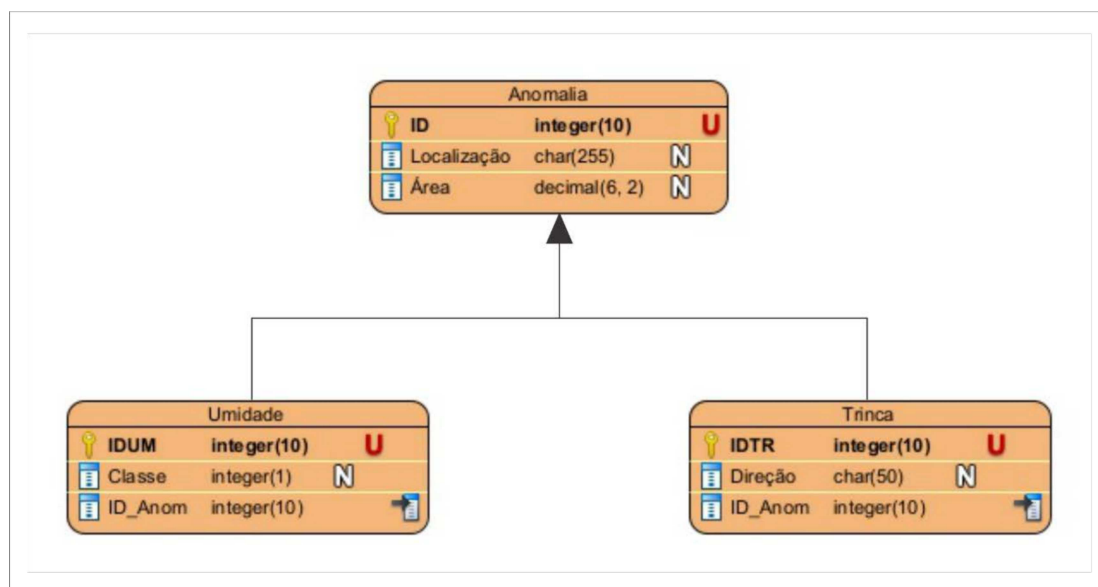 Anomalia
ID integer(10) U
Localização char(255) N
Área decimal(6, 2) N
Umidade
IDUM integer(10) U
Classe integer(1) N
ID_Anom integer(10)
Trinca
IDTR integer(10) U
Direção char(50) N
ID_Anom integer(10)